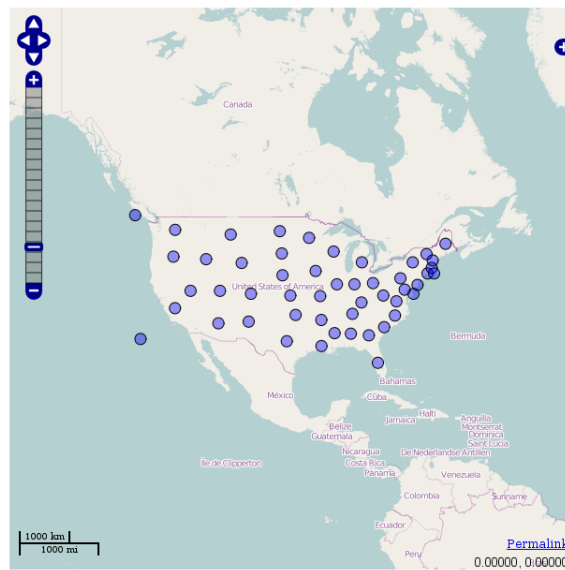 Canada
United States of America
Bermuda
México
Bahamas
Cuba
Haiti
Jamaica
Anguilla
Montserrat
Dominica
Saint Lucia
Belize
Guatemala
Nicaragua
De Nederlandse Antillen
Costa Rica
Île de Clipperton
Panama
Venezuela
Colombia
Suriname
Ecuador
Peru
1000 km
1000 mi
Permalink
0.00000, 0.00000